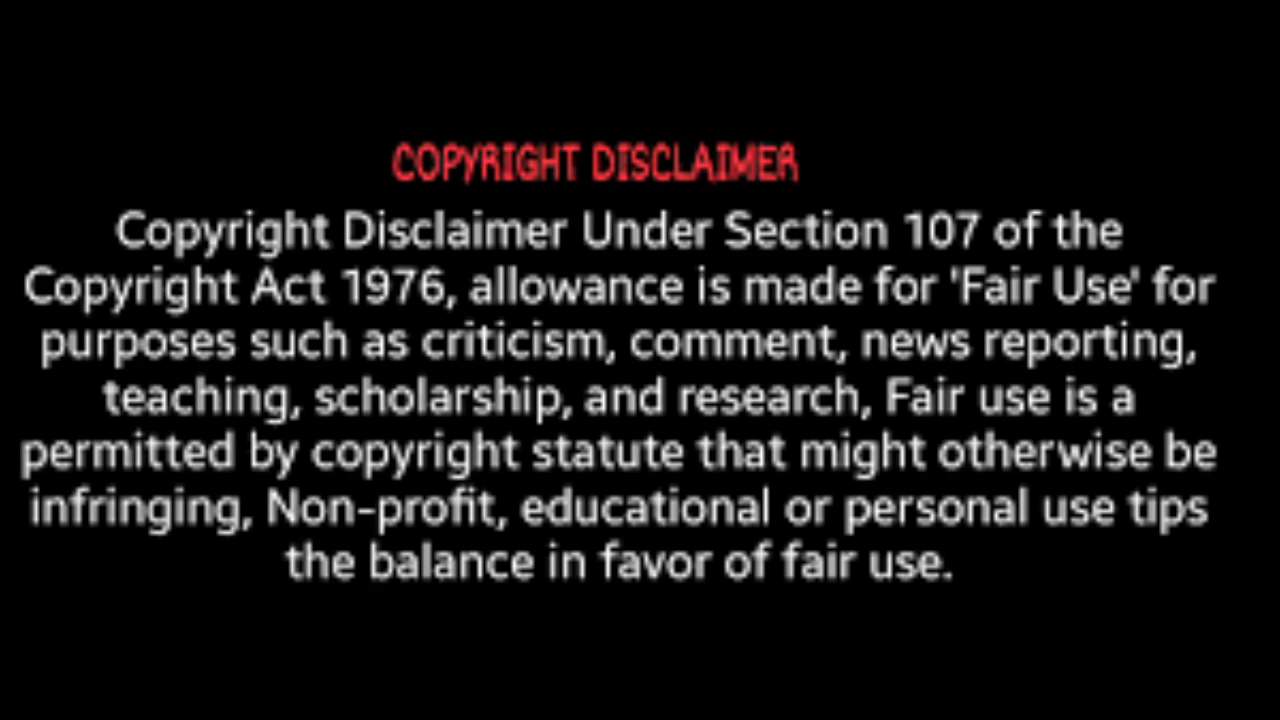 COPYRIGHT DISCLAIMER
Copyright Disclaimer Under Section 107 of the
Copyright Act 1976, allowance is made for 'Fair Use' for
purposes such as criticism, comment, news reporting,
teaching, scholarship, and research, Fair use is a
permitted by copyright statute that might otherwise be
infringing, Non-profit, educational or personal use tips
the balance in favor of fair use.